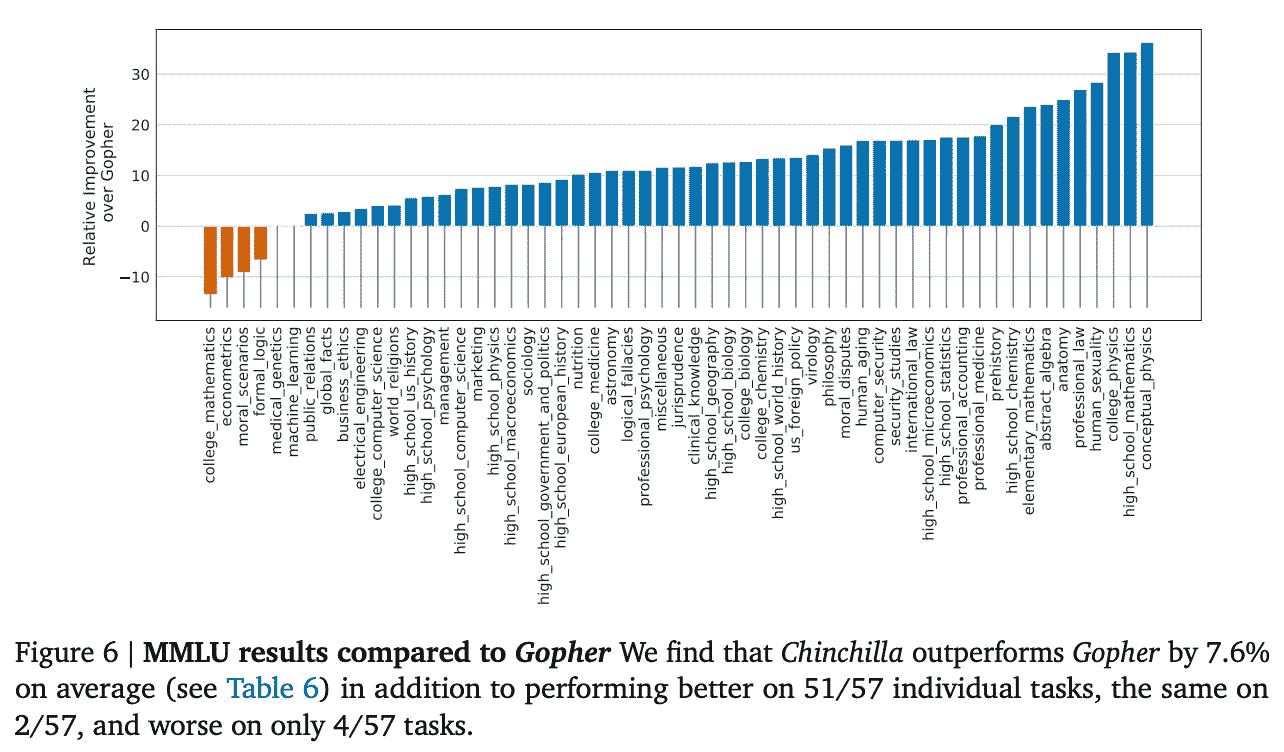 Relative Improvement
over Gopher
30
20
10
0
−10
college_mathematics
econometrics
moral_scenarios
formal_logic
medical_genetics
machine_learning
public_relations
global_facts
business_ethics
electrical_engineering
college_computer_science
world_religions
high_school_us_history
high_school_psychology
management
high_school_computer_science
marketing
high_school_physics
high_school_macroeconomics
sociology
high_school_government_and_politics
high_school_european_history
nutrition
college_medicine
astronomy
logical_fallacies
professional_psychology
miscellaneous
jurisprudence
clinical_knowledge
high_school_geography
high_school_biology
college_biology
college_chemistry
high_school_world_history
us_foreign_policy
virology
philosophy
moral_disputes
human_aging
computer_security
security_studies
international_law
high_school_microeconomics
high_school_statistics
professional_accounting
professional_medicine
prehistory
high_school_chemistry
elementary_mathematics
abstract_algebra
anatomy
professional_law
human_sexuality
college_physics
high_school_mathematics
conceptual_physics
Figure 6 | MMLU results compared to Gopher We find that Chinchilla outperforms Gopher by 7.6%
on average (see Table 6) in addition to performing better on 51/57 individual tasks, the same on
2/57, and worse on only 4/57 tasks.